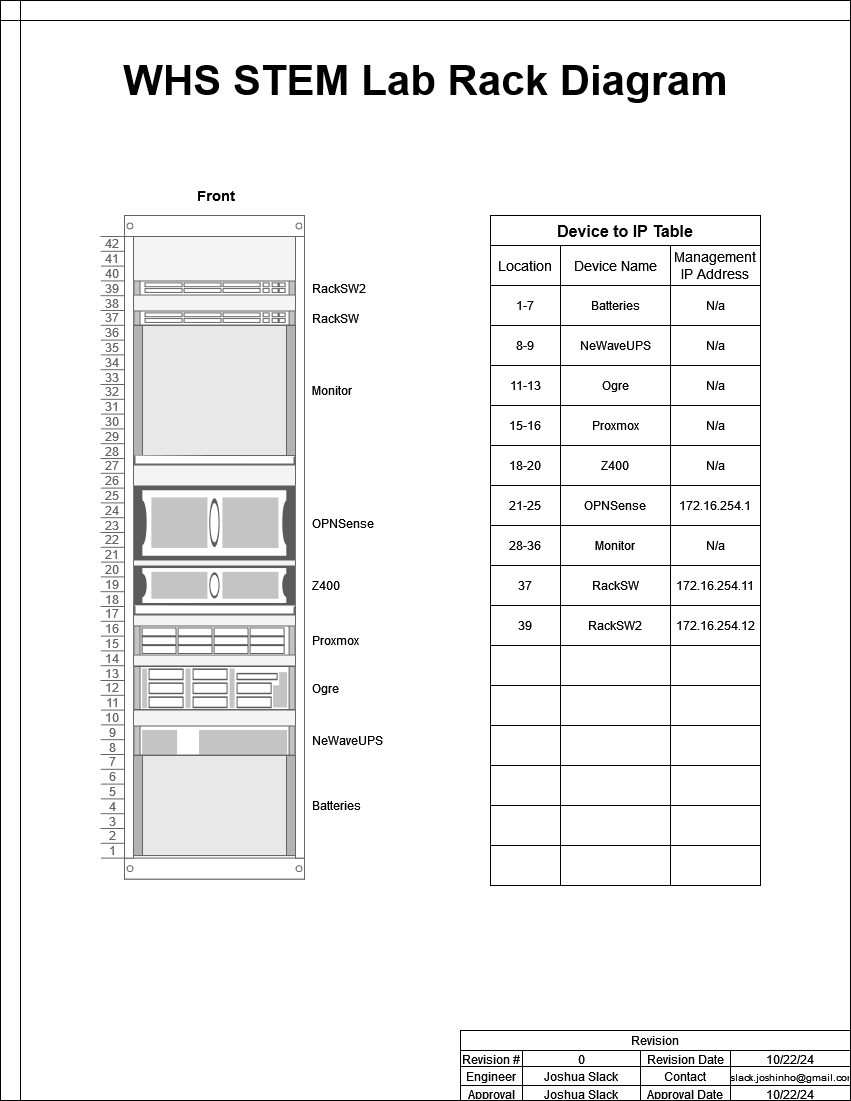 WHS STEM Lab Rack Diagram
Front
42
41
40
39 RackSW2
38
37 RackSW
36
35
34
33
32 Monitor
31
30
29
28
27
26
25
24
23 OPNSense
22
21
20
19 Z400
18
17
16
15 Proxmox
14
13
12 Ogre
11
10
9
8 NeWaveUPS
7
6
5
4 Batteries
3
2
1
Device to IP Table
Location Device Name Management IP Address
1-7 Batteries N/a
8-9 NeWaveUPS N/a
11-13 Ogre N/a
15-16 Proxmox N/a
18-20 Z400 N/a
21-25 OPNSense 172.16.254.1
28-36 Monitor N/a
37 RackSW 172.16.254.11
39 RackSW2 172.16.254.12
Revision
Revision # 0 Revision Date 10/22/24
Engineer Joshua Slack Contact slack.joshinho@gmail.cor
Approval Joshua Slack Approval Date 10/22/24